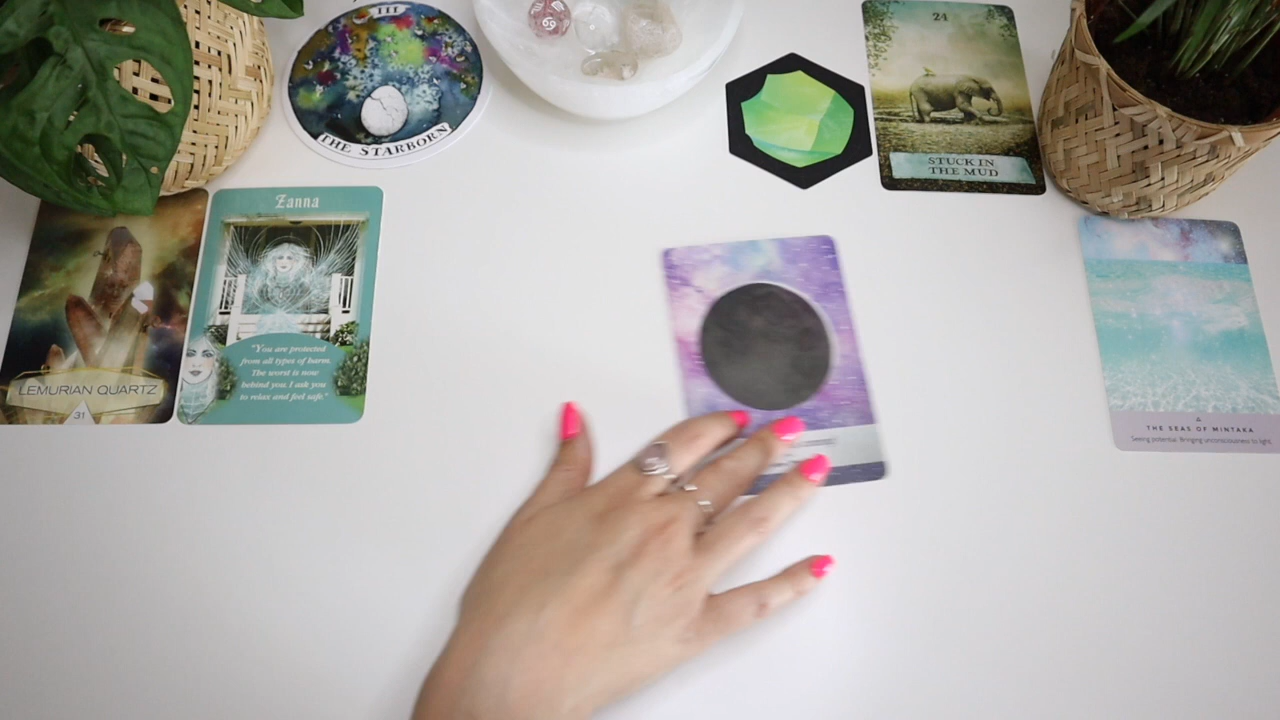 III
THE STARBORN
24
STUCK IN
THE MUD
LEMURIAN QUARTZ
31
Zanna
"You are protected
from all types of harm.
The worst is now
behind you. I ask you
to relax and feel safe."
THE SEAS OF MINTAKA
Seeing potential. Bringing unconsciousness to light.